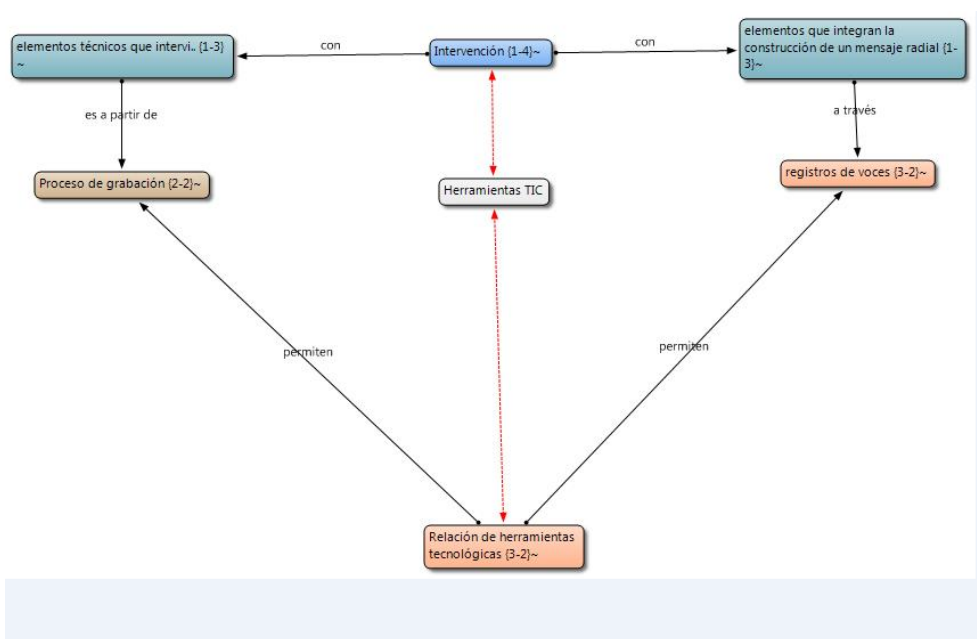 elementos técnicos que intervi.. {1-3}
~
con
Intervención {1-4}~
con
elementos que integran la
construcción de un mensaje radial {1-
3}~
es a partir de
a través
Proceso de grabación {2-2}~
Herramientas TIC
registros de voces {3-2}~
permiten
permiten
Relación de herramientas
tecnológicas {3-2}~